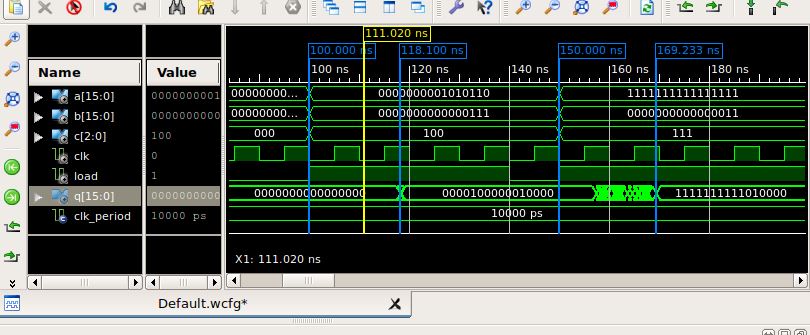 111.020 ns
100.000 ns 118.100 ns 150.000 ns 169.233 ns
Name Value 100 ns 120 ns 140 ns 160 ns 180 ns
a[15:0] 0000000001 00000000... 0000000001010110 1111111111111111
b[15:0] 0000000000 00000000... 0000000000000111 0000000000000011
c[2:0] 100 000 100 111
clk 0
load 1
q[15:0] 0000000000 0000000000000000 0000100000010000 1111111111010000
clk_period 10000 ps 10000 ps
X1: 111.020 ns
Default.wcfg*